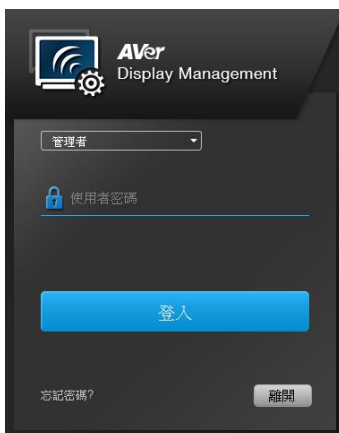 AVer
Display Management
管理者
使用者密碼
登入
忘記密碼?
離開